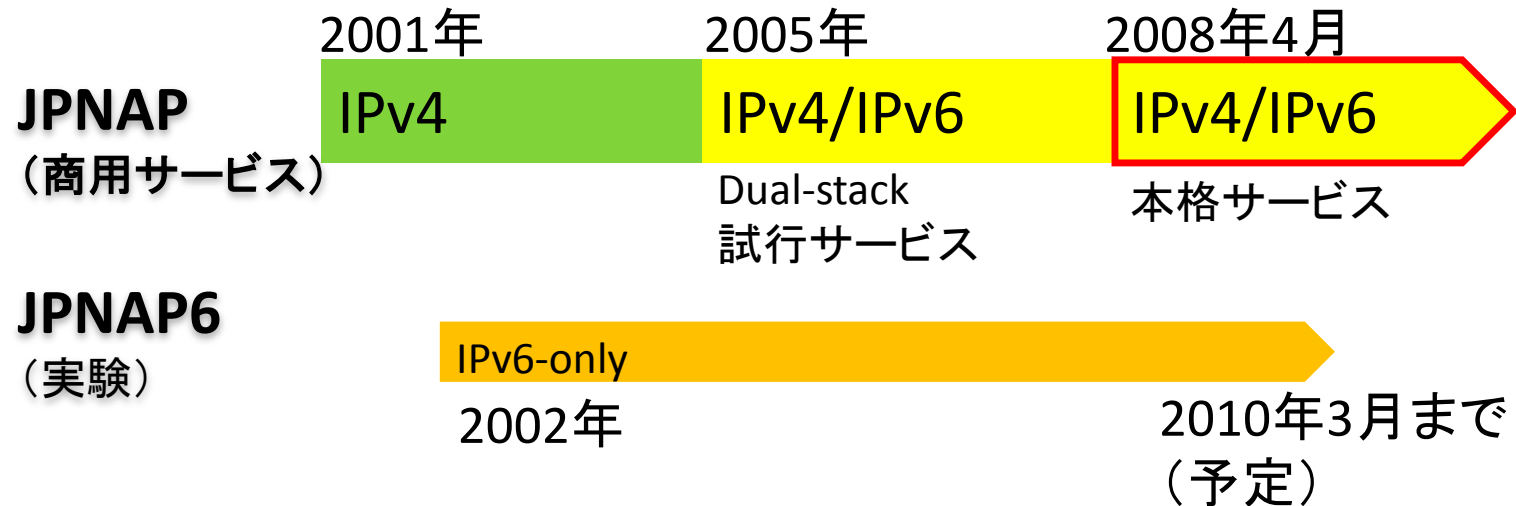 2001年 2005年 2008年4月
JPNAP IPv4 IPv4/IPv6 IPv4/IPv6
（商用サービス）
Dual-stack 本格サービス
試行サービス
JPNAP6
（実験） IPv6-only
2002年 2010年3月まで
（予定）